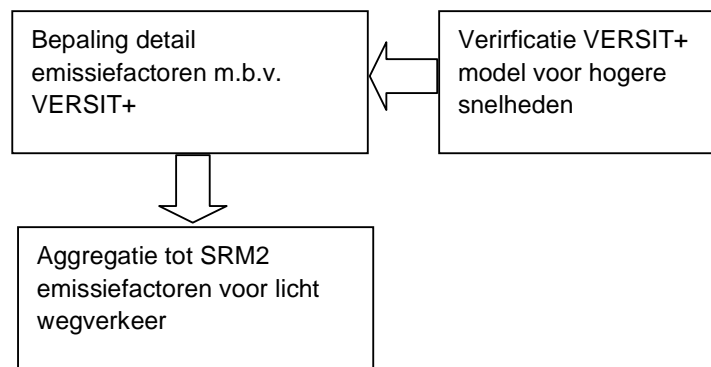 Bepaling detail
emissiefactoren m.b.v.
VERSIT+
Verirficatie VERSIT+
model voor hogere
snelheden
Aggregatie tot SRM2
emissiefactoren voor licht
wegverkeer